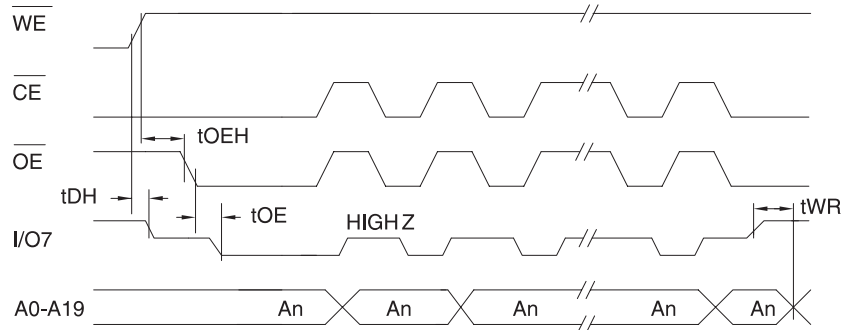 WE
CE
tOEH
OE
tDH
tOE
tWR
HIGH Z
I/O7
A0-A19 An An An An An